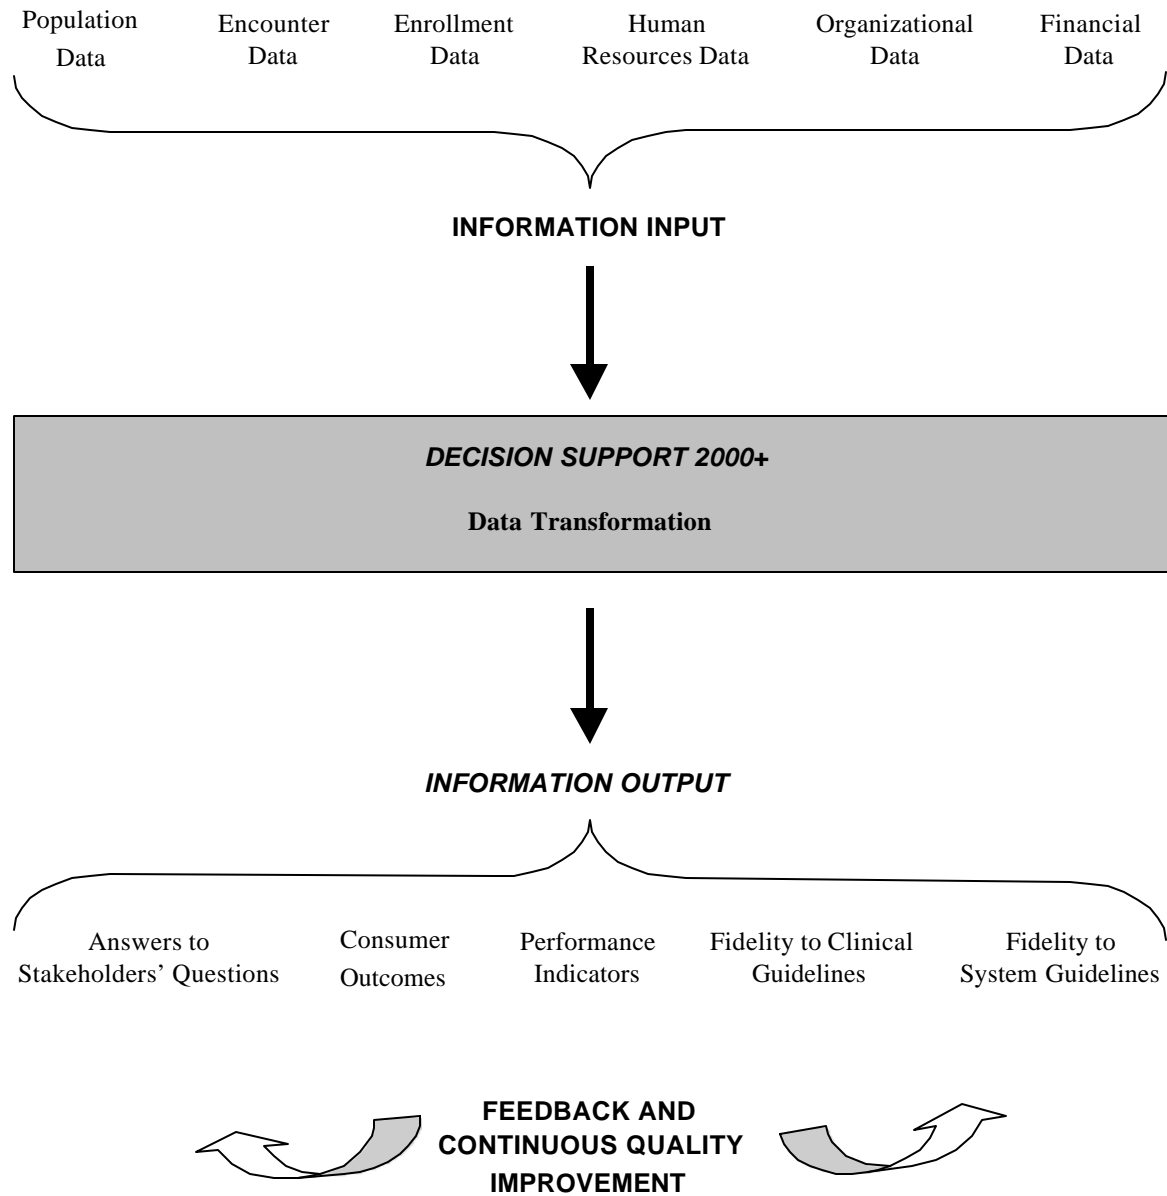 Population
Data
Encounter
Data
Enrollment
Data
Human
Resources Data
Organizational
Data
Financial
Data
INFORMATION INPUT
DECISION SUPPORT 2000+
Data Transformation
INFORMATION OUTPUT
Answers to
Stakeholders’ Questions
Consumer
Outcomes
Performance
Indicators
Fidelity to Clinical
Guidelines
Fidelity to
System Guidelines
FEEDBACK AND
CONTINUOUS QUALITY
IMPROVEMENT